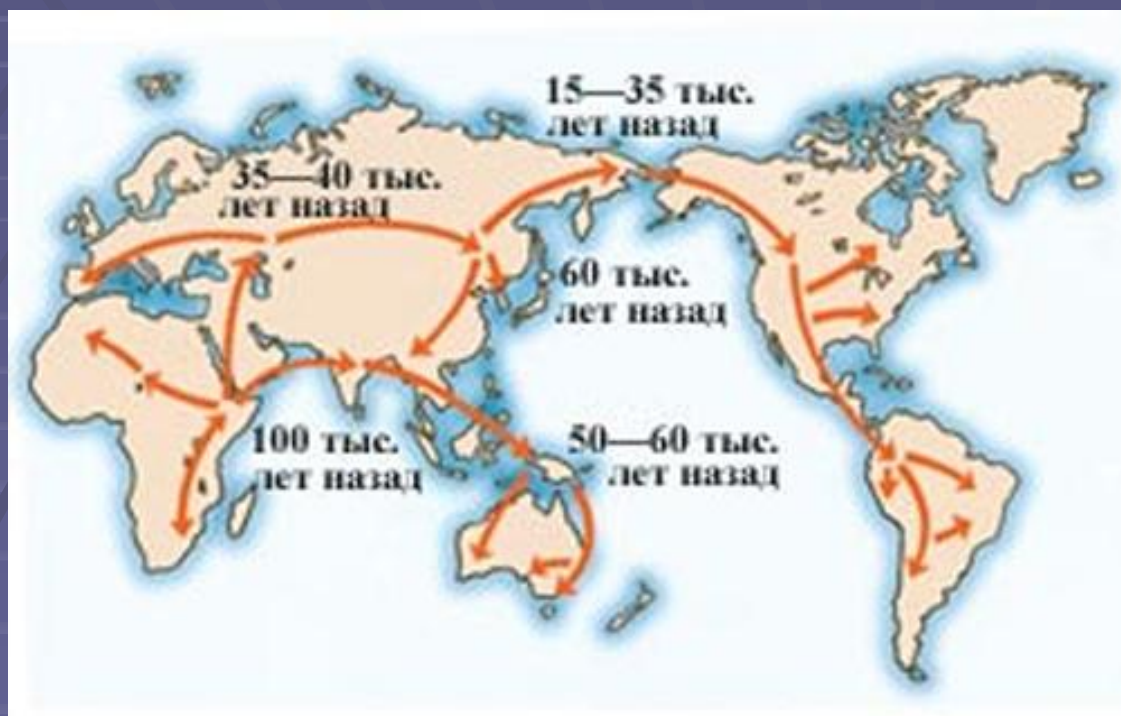 15—35 тыс.
лет назад
35—40 тыс.
лет назад
60 тыс.
лет назад
100 тыс.
лет назад
50—60 тыс.
лет назад